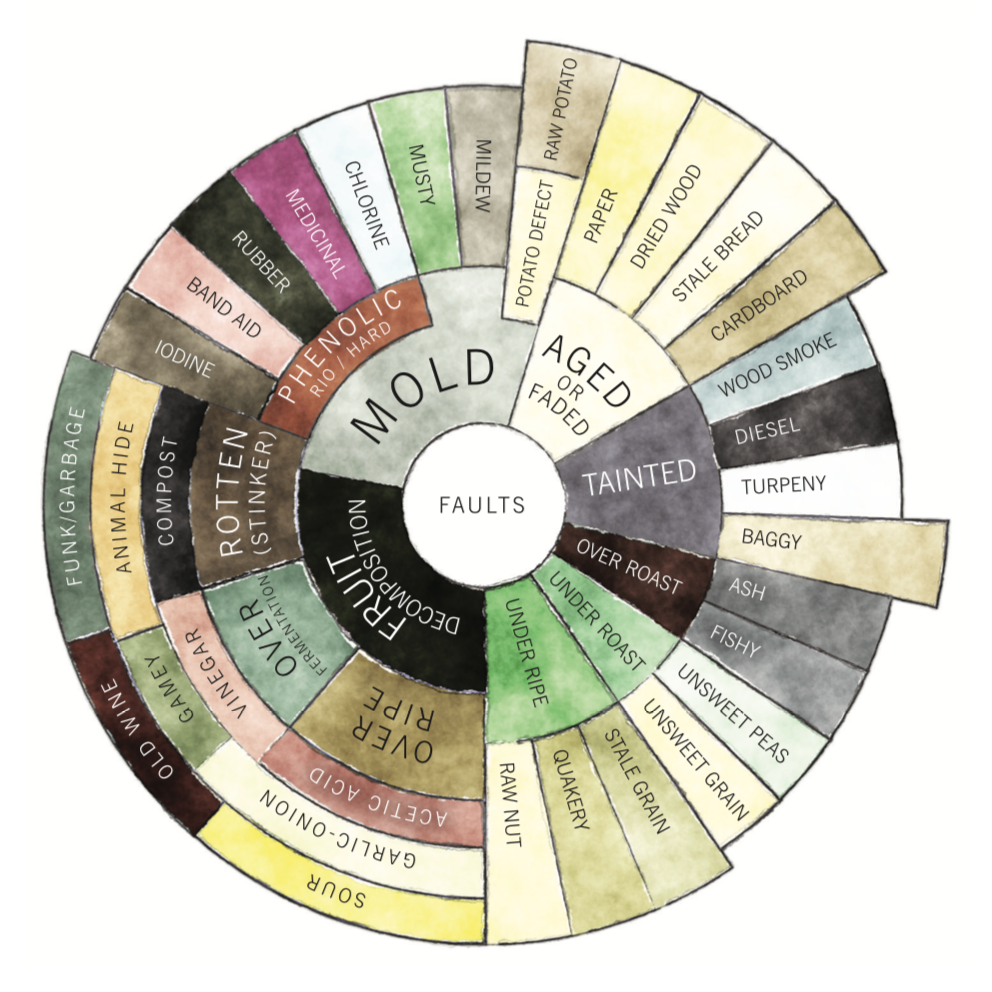 FAULTS
MOLD
MILDEW
MUSTY
PHENOLIC
RIO / HARD
CHLORINE
MEDICINAL
RUBBER
BAND AID
IODINE
POTATO DEFECT
RAW POTATO
AGED
OR
FADED
PAPER
DRIED WOOD
STALE BREAD
CARDBOARD
TAINTED
WOOD SMOKE
DIESEL
TURPENY
BAGGY
OVER ROAST
ASH
FISHY
UNDER ROAST
UNSWEET PEAS
UNSWEET GRAIN
UNDER RIPE
STALE GRAIN
QUAKERY
RAW NUT
FRUIT
DECOMPOSITION
OVER
RIPE
ACETIC ACID
GARLIC-ONION
SOUR
OVER
FERMENTATION
VINEGAR
GAMEY
OLD WINE
ROTTEN
(STINKER)
COMPOST
ANIMAL HIDE
FUNK/GARBAGE